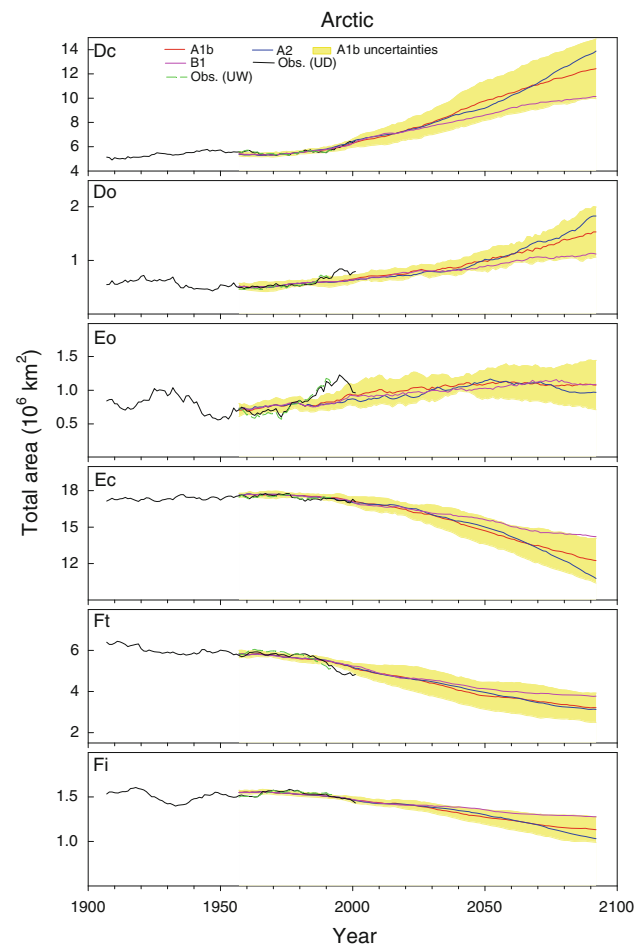 Arctic
Dc
A1b
A2
A1b uncertainties
B1
Obs. (UD)
Obs. (UW)
14
12
10
8
6
4
Do
2
1
Eo
1.5
1.0
0.5
Total area (10⁶ km²)
Ec
18
15
12
Ft
6
4
2
Fi
1.5
1.0
1900
1950
2000
2050
2100
Year